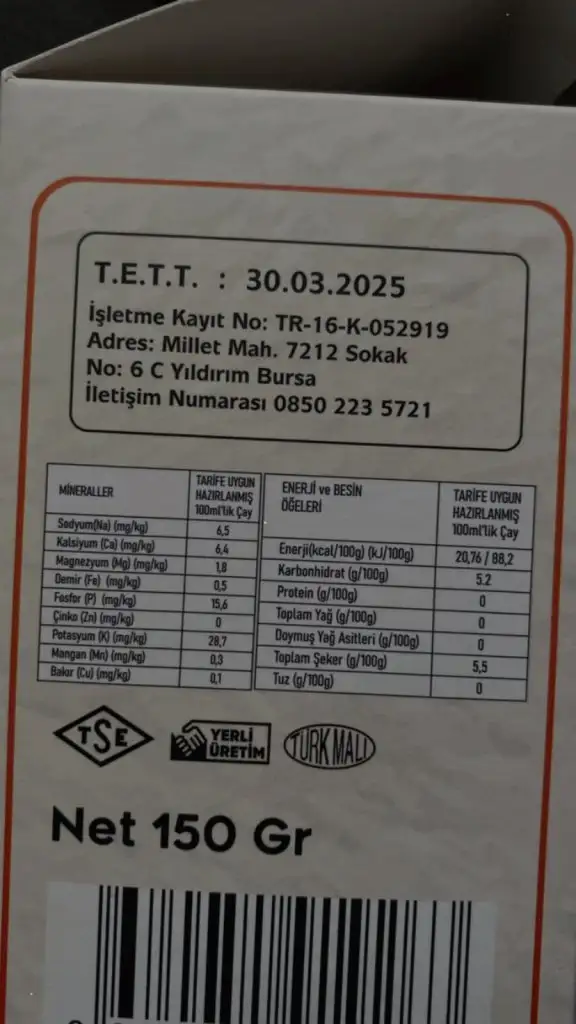 T.E.T.T. : 30.03.2025
İşletme Kayıt No: TR-16-K-052919
Adres: Millet Mah. 7212 Sokak
No: 6 C Yıldırım Bursa
İletişim Numarası 0850 223 5721
MİNERALLER
TARİFE UYGUN
HAZIRLANMIŞ
100ml'lik Çay
Sodyum(Na) (mg/kg) 6,5
Kalsiyum (Ca) (mg/kg) 6,4
Magnezyum (Mg) (mg/kg) 1,8
Demir (Fe) (mg/kg) 0,5
Fosfor (P) (mg/kg) 15,6
Çinko (Zn) (mg/kg) 0
Potasyum (K) (mg/kg) 28,7
Mangan (Mn) (mg/kg) 0,3
Bakır (Cu) (mg/kg) 0,1
ENERJİ ve BESİN
ÖĞELERİ
TARİFE UYGUN
HAZIRLANMIŞ
100ml'lik Çay
Enerji(kcal/100g) (kJ/100g) 20,76 / 88,2
Karbonhidrat (g/100g) 5.2
Protein (g/100g) 0
Toplam Yağ (g/100g) 0
Doymuş Yağ Asitleri (g/100g) 0
Toplam Şeker (g/100g) 5,5
Tuz (g/100g) 0
TSE
YERLİ
ÜRETİM
TÜRK MALI
Net 150 Gr